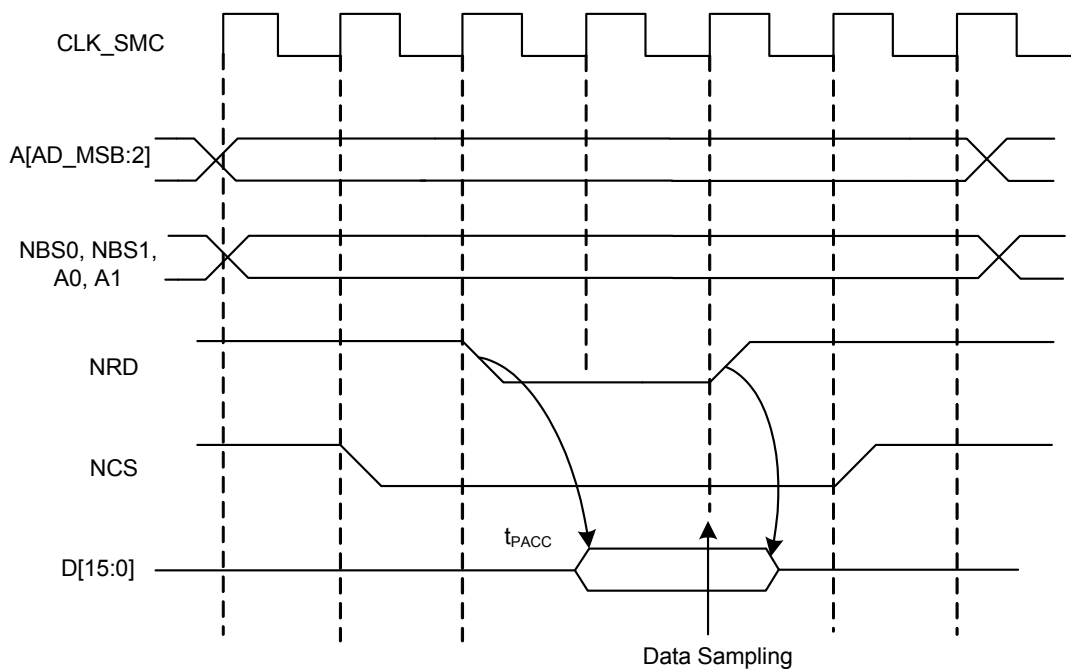 CLK_SMC
A[AD_MSB:2]
NBS0, NBS1,
A0, A1
NRD
NCS
tPACC
D[15:0]
Data Sampling